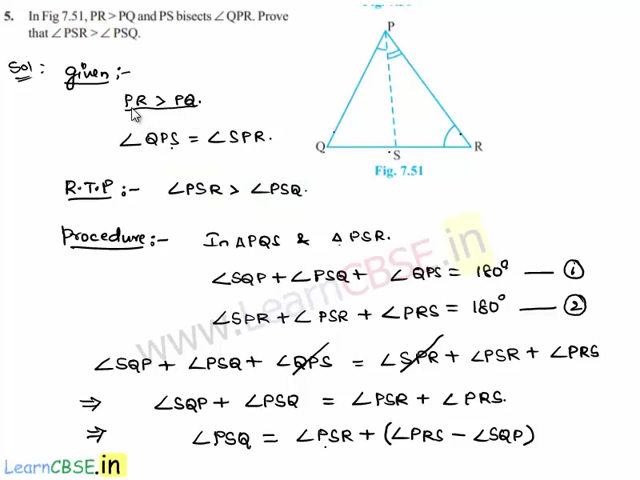 5. In Fig 7.51, PR > PQ and PS bisects ∠ QPR. Prove
that ∠ PSR > ∠ PSQ.
Sol :
Given :-
PR > PQ.
∠QPS = ∠SPR.
P
Q
S
R
Fig. 7.51
R.T.P :- ∠PSR > ∠PSQ.
Procedure :- In ΔPQS & ΔPSR.
∠SQP + ∠PSQ + ∠QPS = 180° — ①
∠SPR + ∠PSR + ∠PRS = 180° — ②
∠SQP + ∠PSQ + ∠QPS = ∠SPR + ∠PSR + ∠PRS
⇒ ∠SQP + ∠PSQ = ∠PSR + ∠PRS.
⇒ ∠PSQ = ∠PSR + (∠PRS − ∠SQP)
www.LearnCBSE.in
LearnCBSE.in